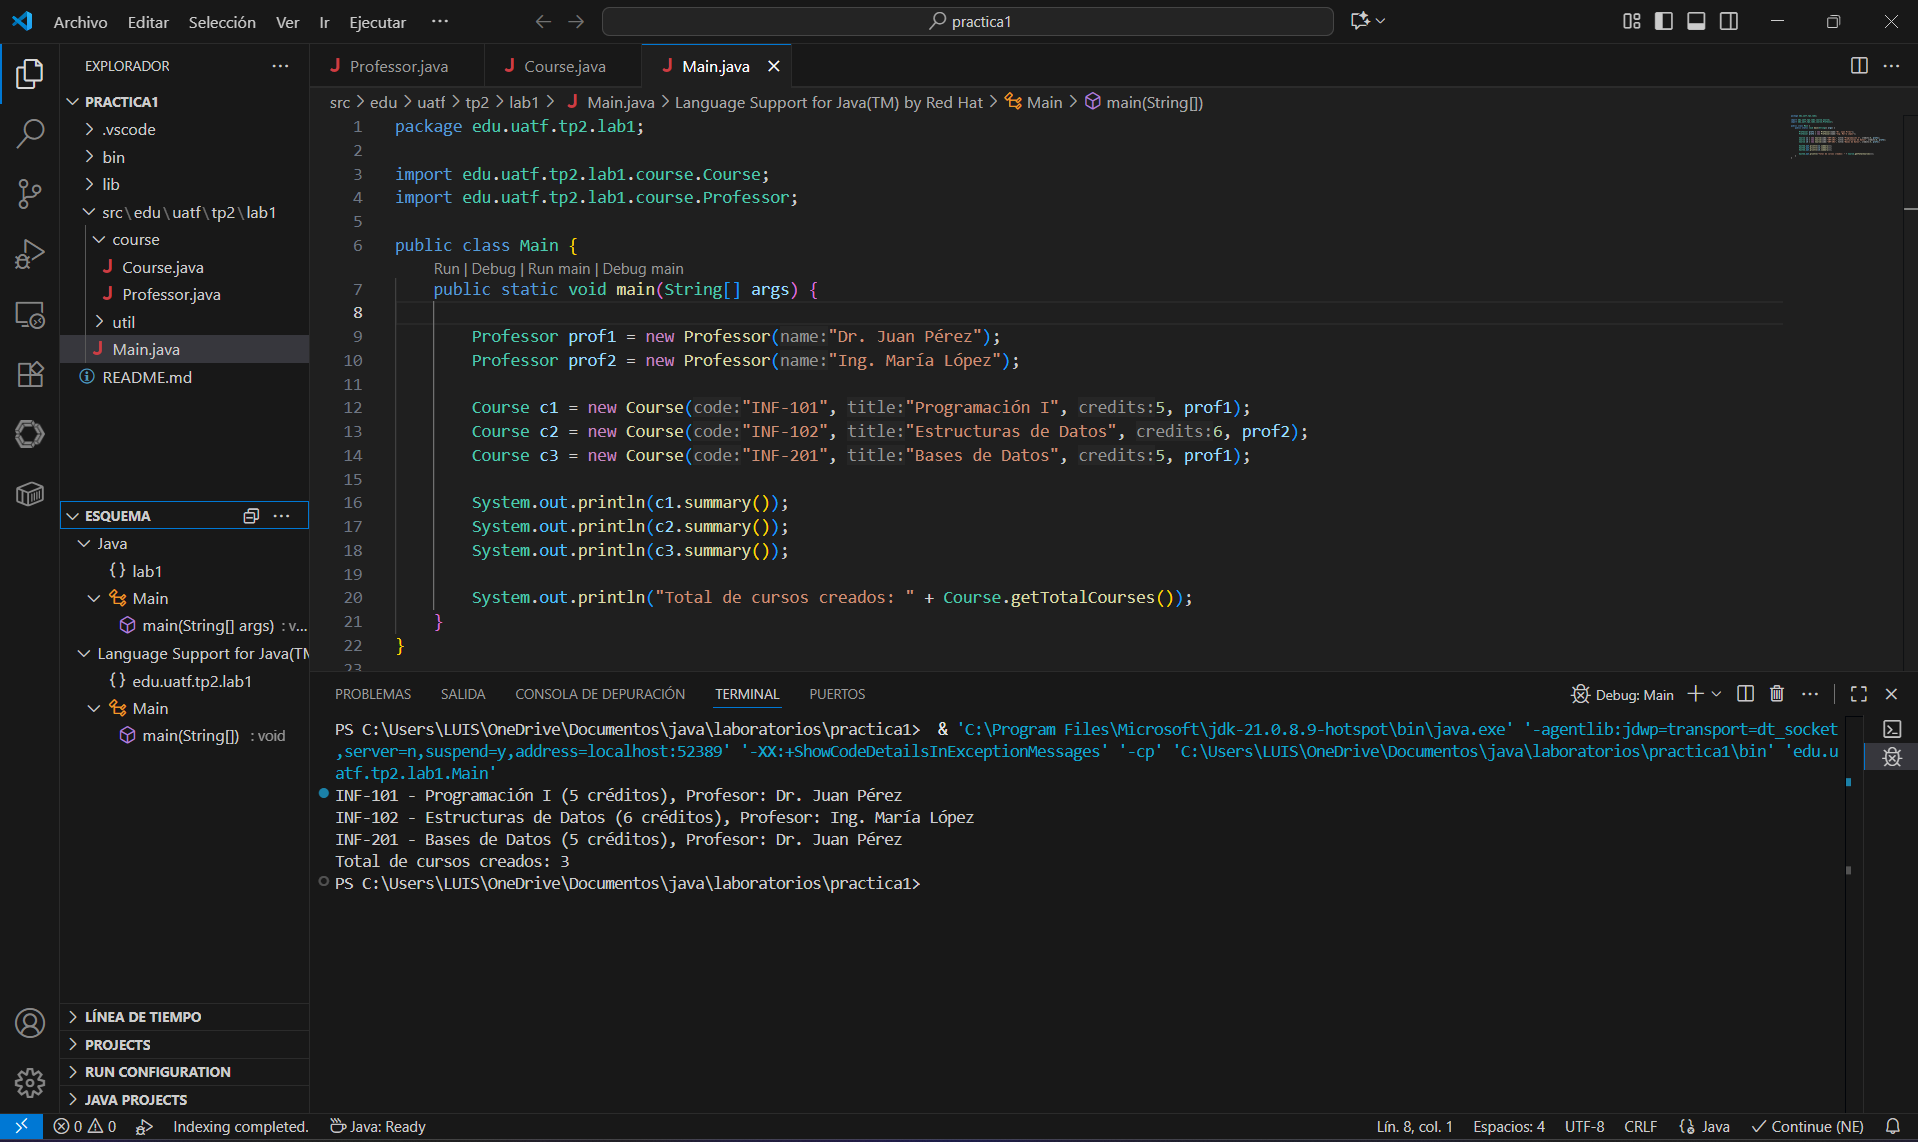 Archivo Editar Selección Ver Ir Ejecutar ··· practica1
EXPLORADOR ···
PRACTICA1
.vscode
bin
lib
src\edu\uatf\tp2\lab1
course
Course.java
Professor.java
util
Main.java
README.md
ESQUEMA ···
Java
{} lab1
Main
main(String[] args) : v...
Language Support for Java(TM
{} edu.uatf.tp2.lab1
Main
main(String[]) : void
LÍNEA DE TIEMPO
PROJECTS
RUN CONFIGURATION
JAVA PROJECTS
J Professor.java J Course.java J Main.java
src > edu > uatf > tp2 > lab1 > J Main.java > Language Support for Java(TM) by Red Hat > Main > main(String[])
1 package edu.uatf.tp2.lab1;
2
3 import edu.uatf.tp2.lab1.course.Course;
4 import edu.uatf.tp2.lab1.course.Professor;
5
6 public class Main {
Run | Debug | Run main | Debug main
7 public static void main(String[] args) {
8
9 Professor prof1 = new Professor(name:"Dr. Juan Pérez");
10 Professor prof2 = new Professor(name:"Ing. María López");
11
12 Course c1 = new Course(code:"INF-101", title:"Programación I", credits:5, prof1);
13 Course c2 = new Course(code:"INF-102", title:"Estructuras de Datos", credits:6, prof2);
14 Course c3 = new Course(code:"INF-201", title:"Bases de Datos", credits:5, prof1);
15
16 System.out.println(c1.summary());
17 System.out.println(c2.summary());
18 System.out.println(c3.summary());
19
20 System.out.println("Total de cursos creados: " + Course.getTotalCourses());
21 }
22 }
23
PROBLEMAS SALIDA CONSOLA DE DEPURACIÓN TERMINAL PUERTOS Debug: Main
PS C:\Users\LUIS\OneDrive\Documentos\java\laboratorios\practica1> & 'C:\Program Files\Microsoft\jdk-21.0.8.9-hotspot\bin\java.exe' '-agentlib:jdwp=transport=dt_socket
,server=n,suspend=y,address=localhost:52389' '-XX:+ShowCodeDetailsInExceptionMessages' '-cp' 'C:\Users\LUIS\OneDrive\Documentos\java\laboratorios\practica1\bin' 'edu.u
atf.tp2.lab1.Main'
INF-101 - Programación I (5 créditos), Profesor: Dr. Juan Pérez
INF-102 - Estructuras de Datos (6 créditos), Profesor: Ing. María López
INF-201 - Bases de Datos (5 créditos), Profesor: Dr. Juan Pérez
Total de cursos creados: 3
PS C:\Users\LUIS\OneDrive\Documentos\java\laboratorios\practica1>
0 0 Indexing completed. Java: Ready Lín. 8, col. 1 Espacios: 4 UTF-8 CRLF Java Continue (NE)